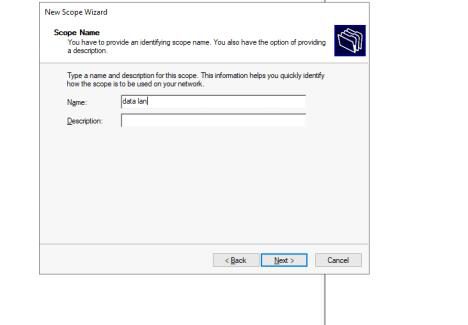 New Scope Wizard
Scope Name
You have to provide an identifying scope name. You also have the option of providing
a description.
Type a name and description for this scope. This information helps you quickly identify
how the scope is to be used on your network.
Name: data lan
Description:
< Back Next > Cancel